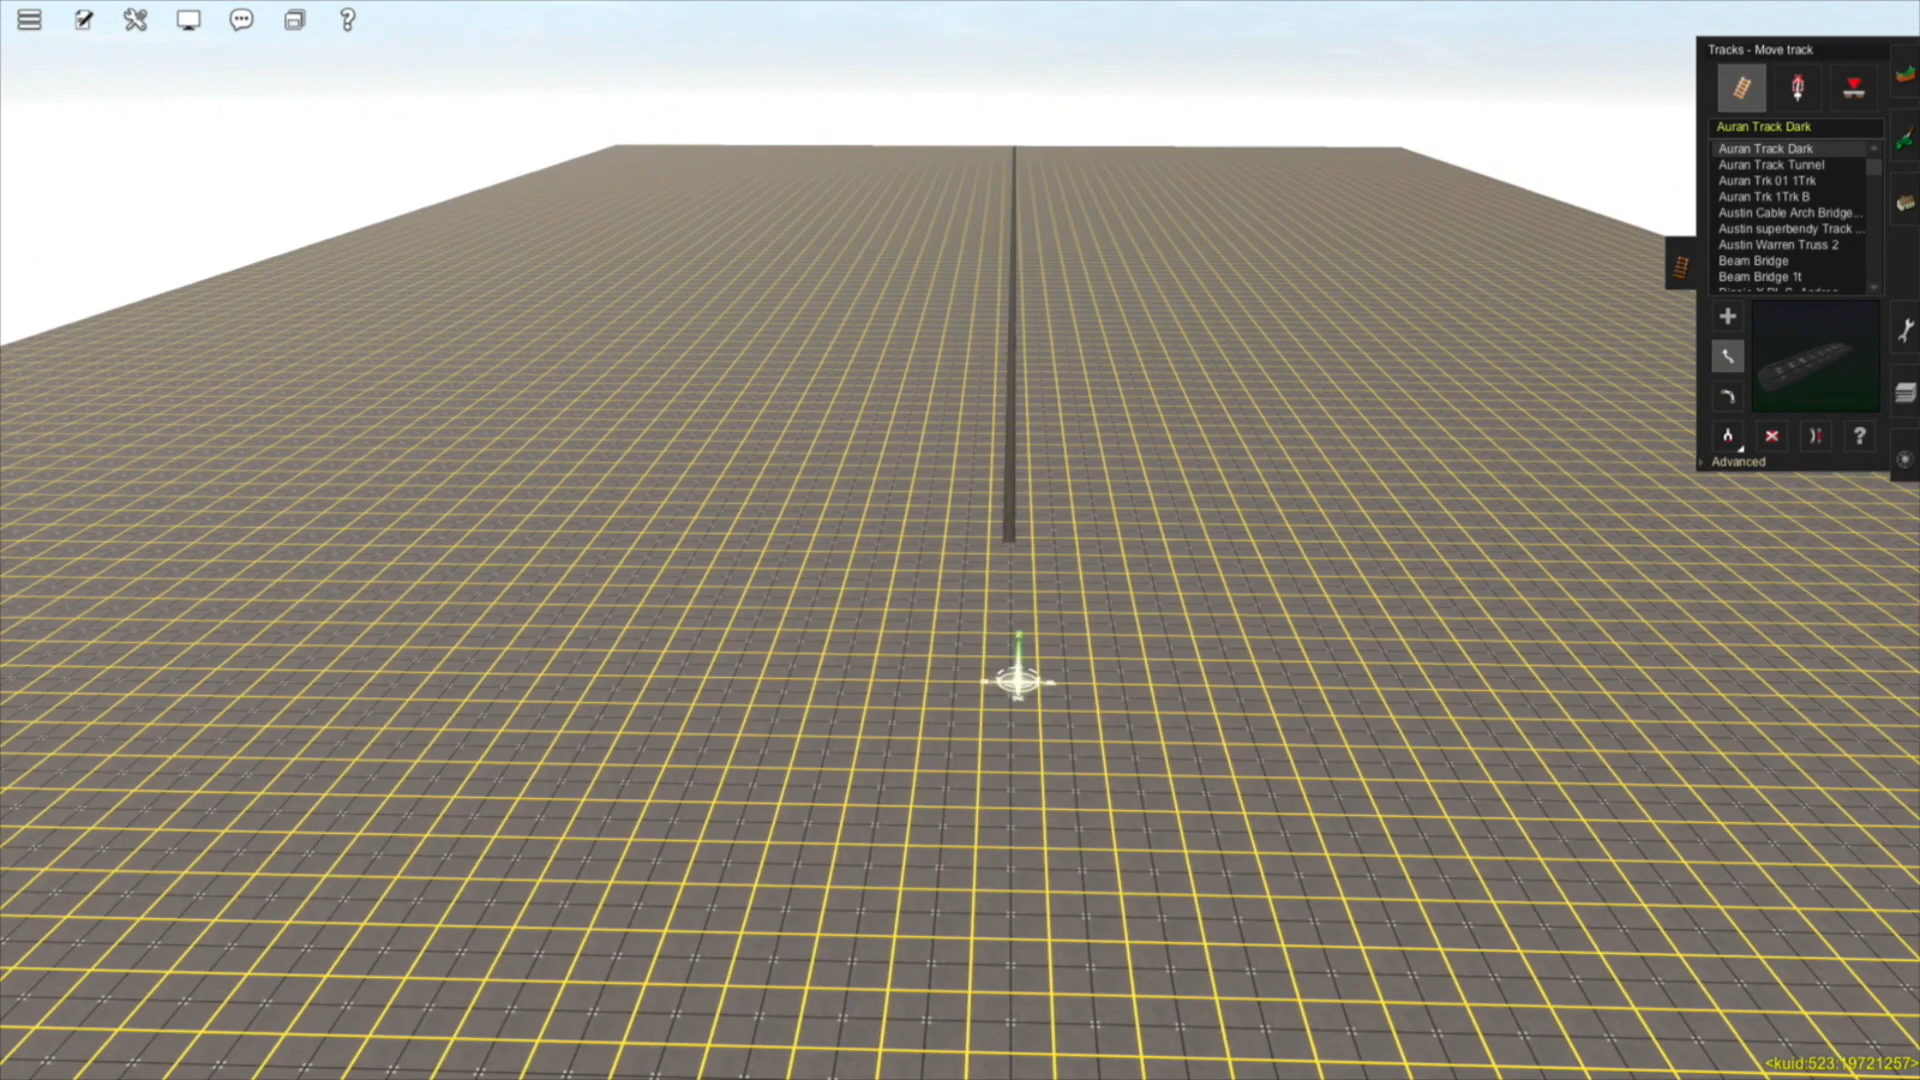 Tracks - Move track
Auran Track Dark
Auran Track Dark
Auran Track Tunnel
Auran Trk 01 1Trk
Auran Trk 1Trk B
Austin Cable Arch Bridge...
Austin superbendy Track ...
Austin Warren Truss 2
Beam Bridge
Beam Bridge 1t
Advanced
<kuid:523:19721257>